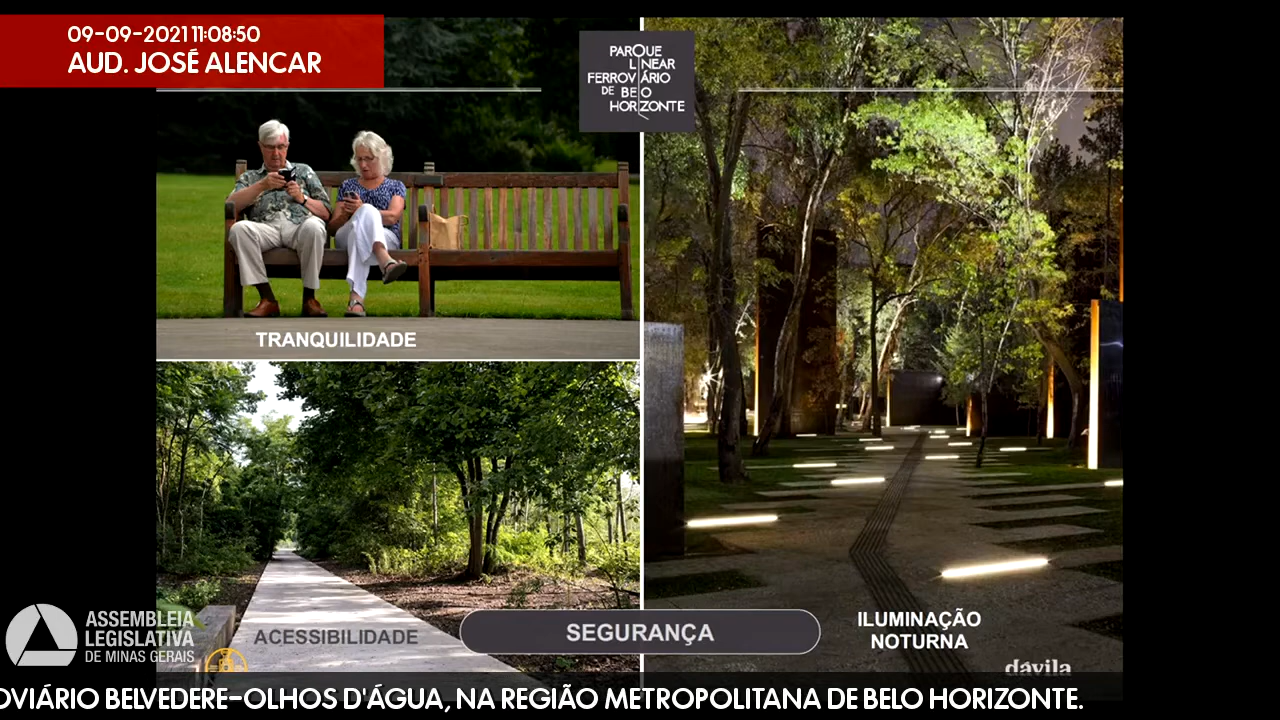 09-09-2021 11:08:50
AUD. JOSÉ ALENCAR
PARQUE
LINEAR
FERROVIÁRIO
DE BELO
HORIZONTE
TRANQUILIDADE
ACESSIBILIDADE
SEGURANÇA
ILUMINAÇÃO
NOTURNA
dávila
ASSEMBLEIA
LEGISLATIVA
DE MINAS GERAIS
OVIÁRIO BELVEDERE-OLHOS D'ÁGUA, NA REGIÃO METROPOLITANA DE BELO HORIZONTE.